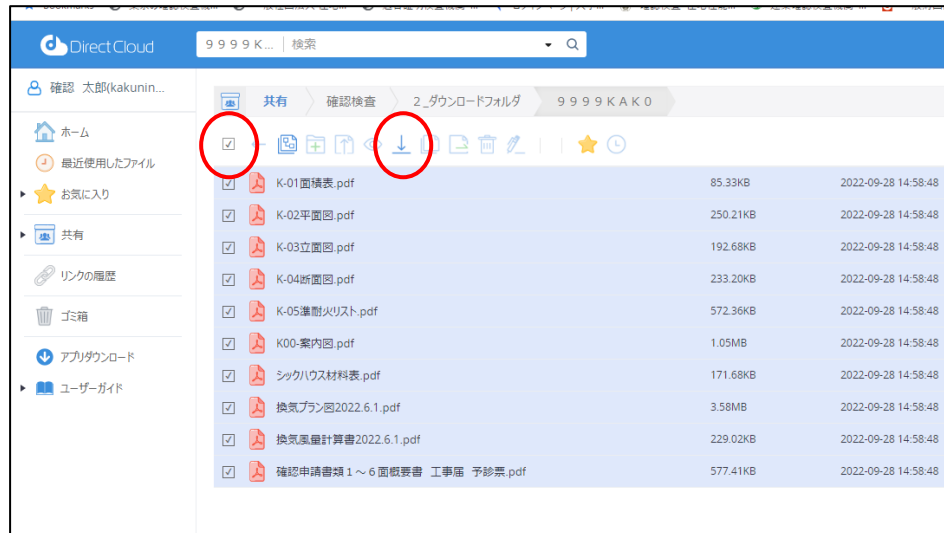 DirectCloud
9999K... 検索
確認 太郎(kakunin...
共有 確認検査 2_ダウンロードフォルダ 9999KAKO
ホーム
最近使用したファイル
お気に入り
共有
リンクの履歴
ゴミ箱
アプリダウンロード
ユーザーガイド
K-01面積表.pdf 85.33KB 2022-09-28 14:58:48
K-02平面図.pdf 250.21KB 2022-09-28 14:58:48
K-03立面図.pdf 192.68KB 2022-09-28 14:58:48
K-04断面図.pdf 233.20KB 2022-09-28 14:58:48
K-05準耐火リスト.pdf 572.36KB 2022-09-28 14:58:48
K00-案内図.pdf 1.05MB 2022-09-28 14:58:48
シックハウス材料表.pdf 171.68KB 2022-09-28 14:58:48
換気プラン図2022.6.1.pdf 3.58MB 2022-09-28 14:58:48
換気風量計算書2022.6.1.pdf 229.02KB 2022-09-28 14:58:48
確認申請書類1～6面概要書 工事届 予診票.pdf 577.41KB 2022-09-28 14:58:48